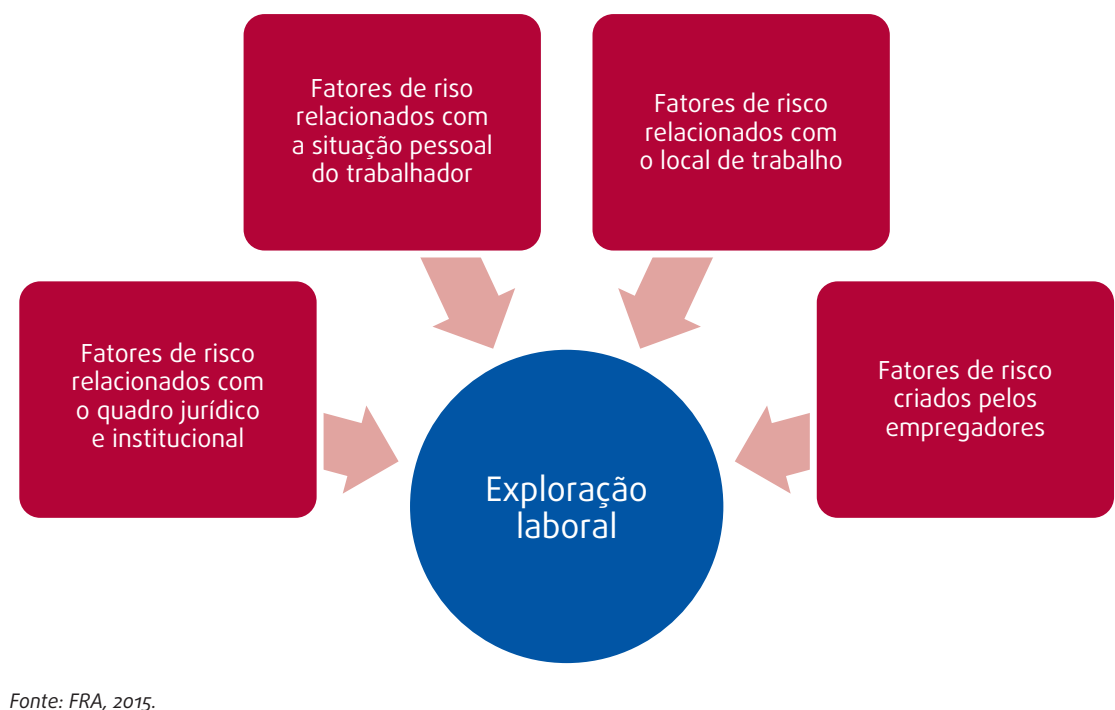 Fatores de riso
relacionados com
a situação pessoal
do trabalhador
Fatores de risco
relacionados com
o local de trabalho
Fatores de risco
relacionados com
o quadro jurídico
e institucional
Fatores de risco
criados pelos
empregadores
Exploração
laboral
Fonte: FRA, 2015.